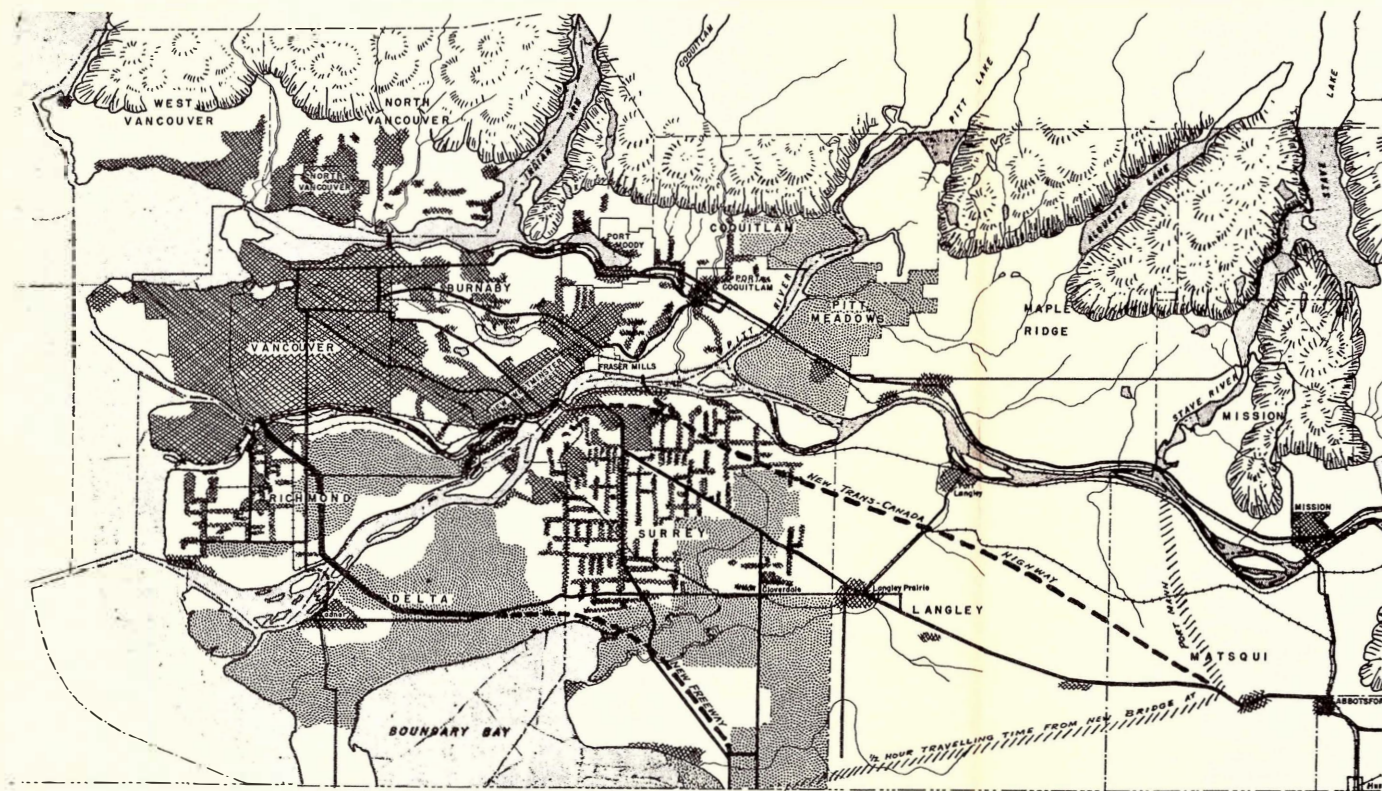 COQUITLAM
PITT
LAKE
LAKE
STAVE
WEST
VANCOUVER
NORTH
VANCOUVER
INDIAN ARM
NORTH
VANCOUVER
ALOUETTE LAKE
PORT
MOODY
COQUITLAM
BURNABY
PORT
COQUITLAM
PITT RIVER
PITT
MEADOWS
MAPLE
RIDGE
VANCOUVER
FRASER MILLS
STAVE RIVER
MISSION
RICHMOND
NEW TRANS-CANADA HIGHWAY
Langley
MISSION
SURREY
DELTA
Cloverdale
Langley Prairie
LANGLEY
PORT MANN
MATSQUI
NEW FREEWAY
BOUNDARY BAY
½ HOUR TRAVELLING TIME FROM NEW BRIDGE AT
ABBOTSFOR